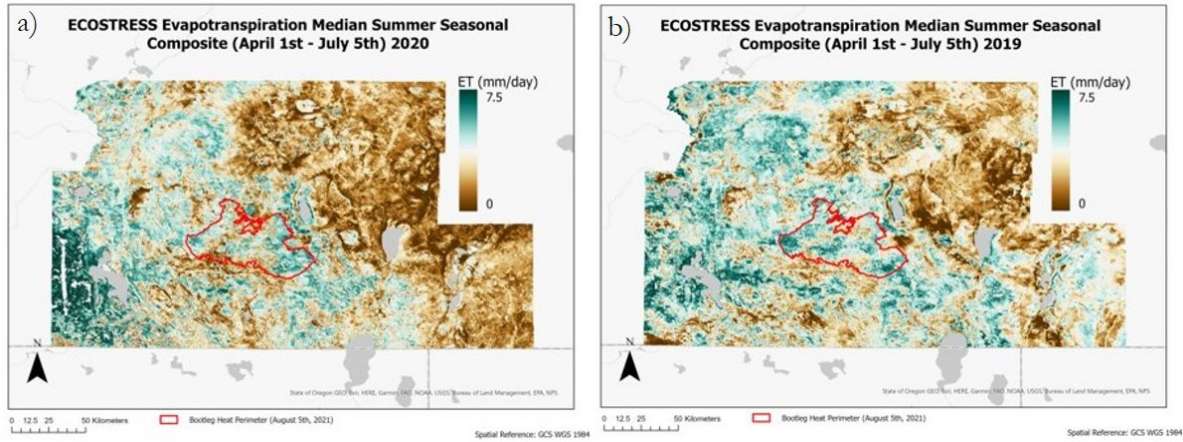 a)
ECOSTRESS Evapotranspiration Median Summer Seasonal
Composite (April 1st - July 5th) 2020
ET (mm/day)
7.5
0
N
State of Oregon GEO, Esri, HERE, Garmin, FAO, NOAA, USGS, Bureau of Land Management, EPA, NPS
0 12.5 25 50 Kilometers
Bootleg Heat Perimeter (August 5th, 2021)
Spatial Reference: GCS WGS 1984
b)
ECOSTRESS Evapotranspiration Median Summer Seasonal
Composite (April 1st - July 5th) 2019
ET (mm/day)
7.5
0
N
State of Oregon GEO, Esri, HERE, Garmin, FAO, NOAA, USGS, Bureau of Land Management, EPA, NPS
0 12.5 25 50 Kilometers
Bootleg Heat Perimeter (August 5th, 2021)
Spatial Reference: GCS WGS 1984